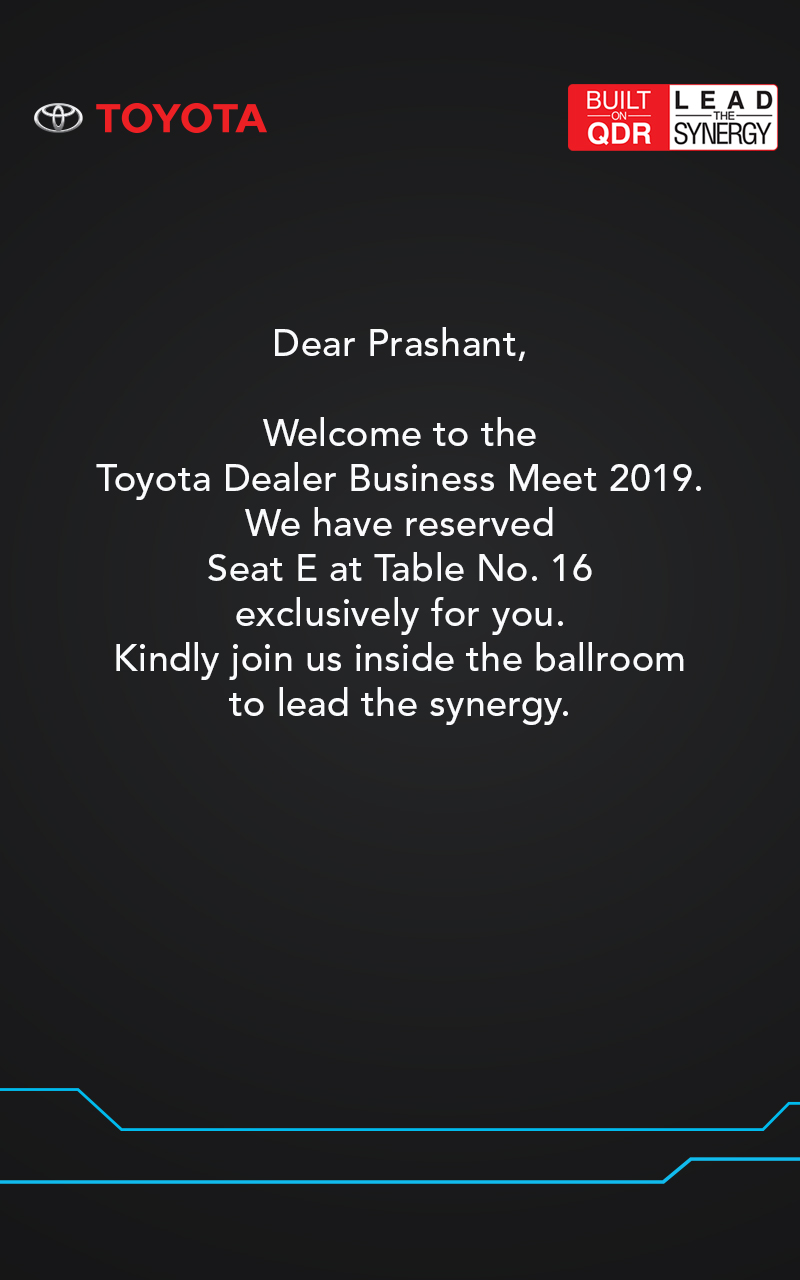 TOYOTA
BUILT
ON
QDR
LEAD
THE
SYNERGY
Dear Prashant,
Welcome to the
Toyota Dealer Business Meet 2019.
We have reserved
Seat E at Table No. 16
exclusively for you.
Kindly join us inside the ballroom
to lead the synergy.